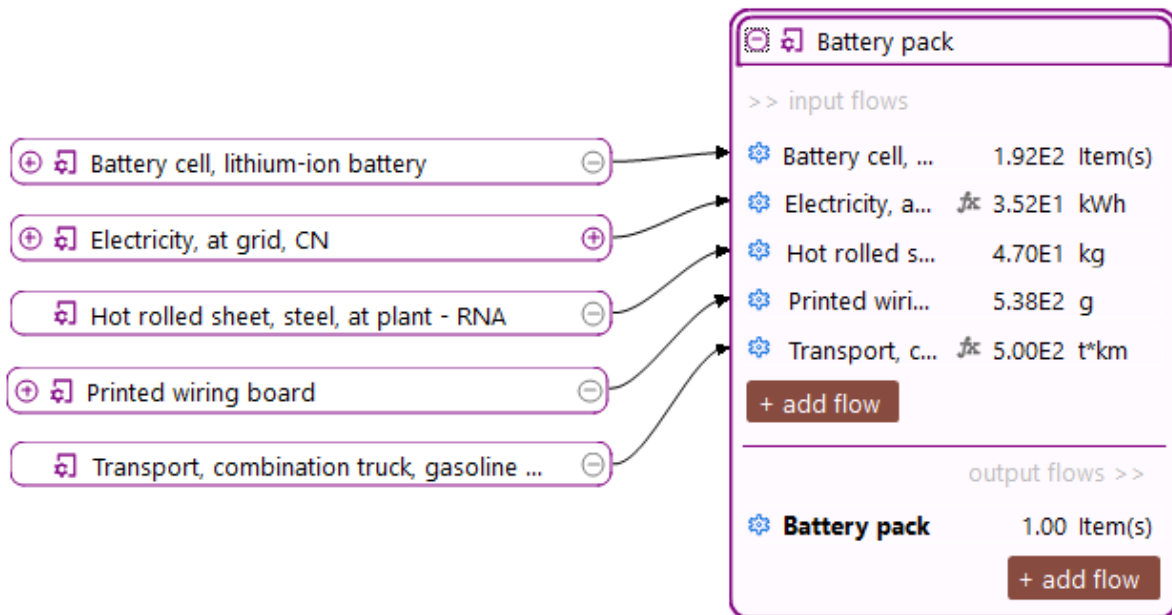 Battery pack
>> input flows
Battery cell, lithium-ion battery
Electricity, at grid, CN
Hot rolled sheet, steel, at plant - RNA
Printed wiring board
Transport, combination truck, gasoline ...
Battery cell, ... 1.92E2 Item(s)
Electricity, a... fx 3.52E1 kWh
Hot rolled s... 4.70E1 kg
Printed wiri... 5.38E2 g
Transport, c... fx 5.00E2 t*km
+ add flow
output flows >>
Battery pack 1.00 Item(s)
+ add flow